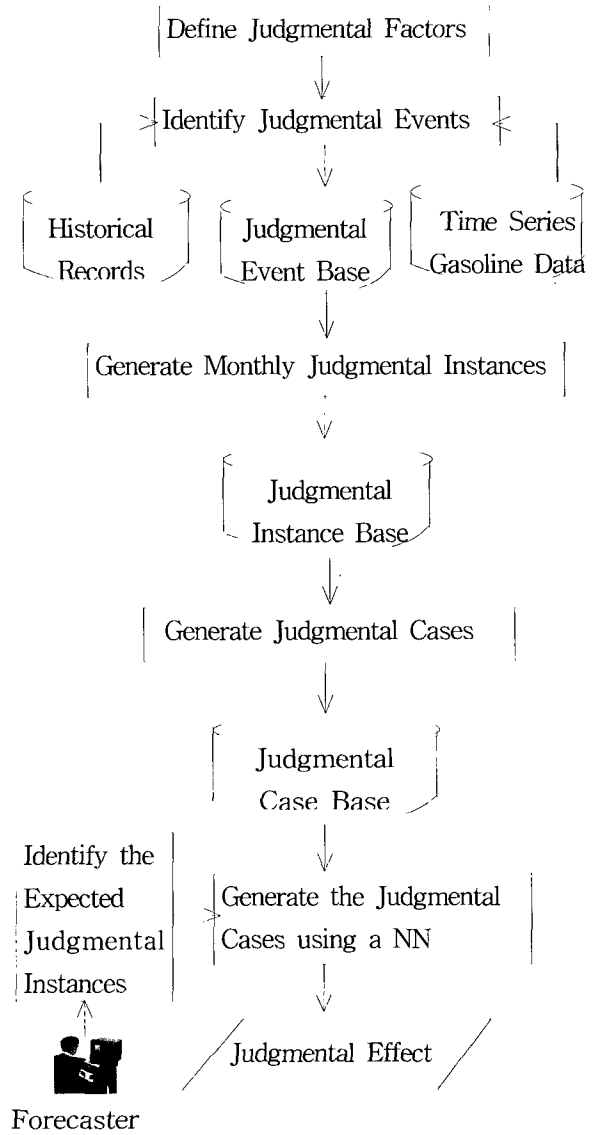 Define Judgmental Factors
Identify Judgmental Events
Historical
Records
Judgmental
Event Base
Time Series
Gasoline Data
Generate Monthly Judgmental Instances
Judgmental
Instance Base
Generate Judgmental Cases
Judgmental
Case Base
Identify the
Expected
Judgmental
Instances
Generate the Judgmental
Cases using a NN
Judgmental Effect
Forecaster